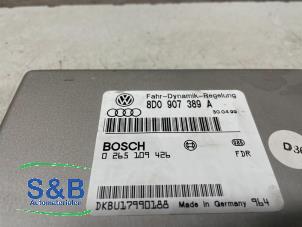 Fahr-Dynamik-Regelung
8D0 907 389 A
30.04.99
BOSCH
0 265 109 426
FDR
DKBU17990188
Made in Germany
964
S&B
Autoparts